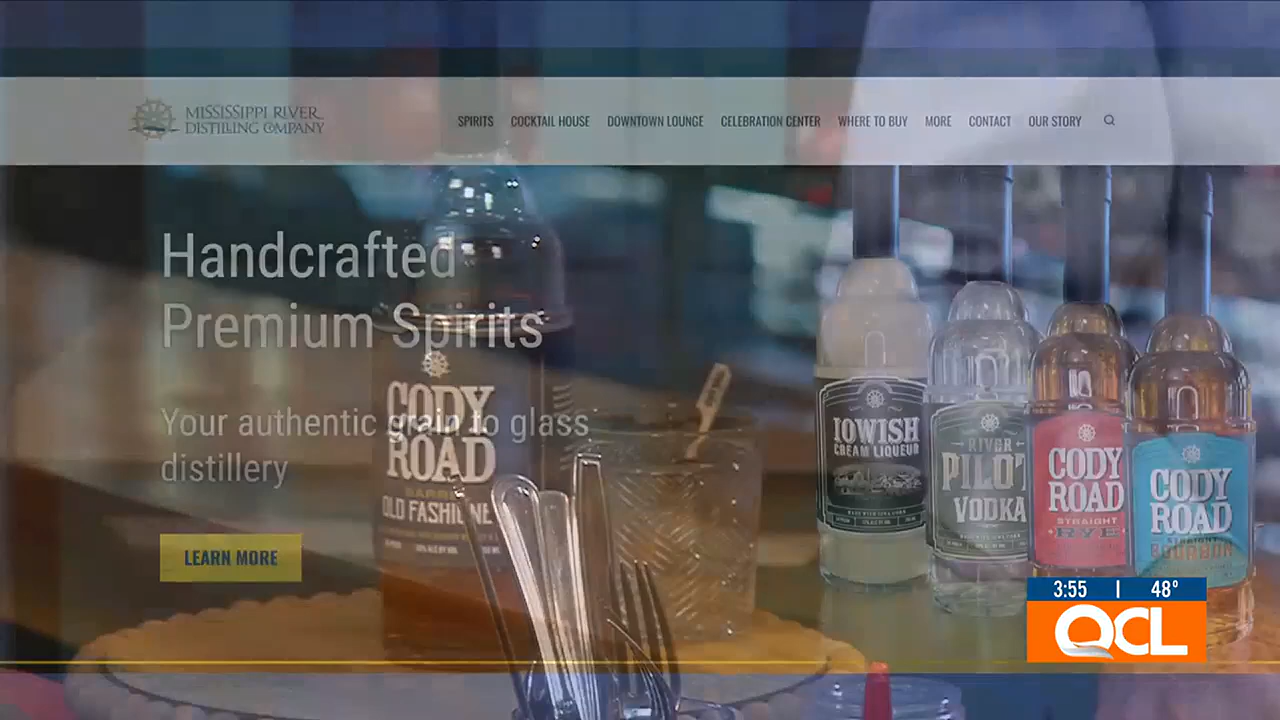 MISSISSIPPI RIVER
DISTILLING COMPANY
SPIRITS COCKTAIL HOUSE DOWNTOWN LOUNGE CELEBRATION CENTER WHERE TO BUY MORE CONTACT OUR STORY
Handcrafted
Premium Spirits
Your authentic grain to glass
distillery
LEARN MORE
CODY
ROAD
OLD FASHIONE
IOWISH
CREAM LIQUEUR
RIVER
PILOT
VODKA
CODY
ROAD
STRAIGHT
RYE
CODY
ROAD
STRAIGHT
BOURBON
3:55 | 48°
QCL